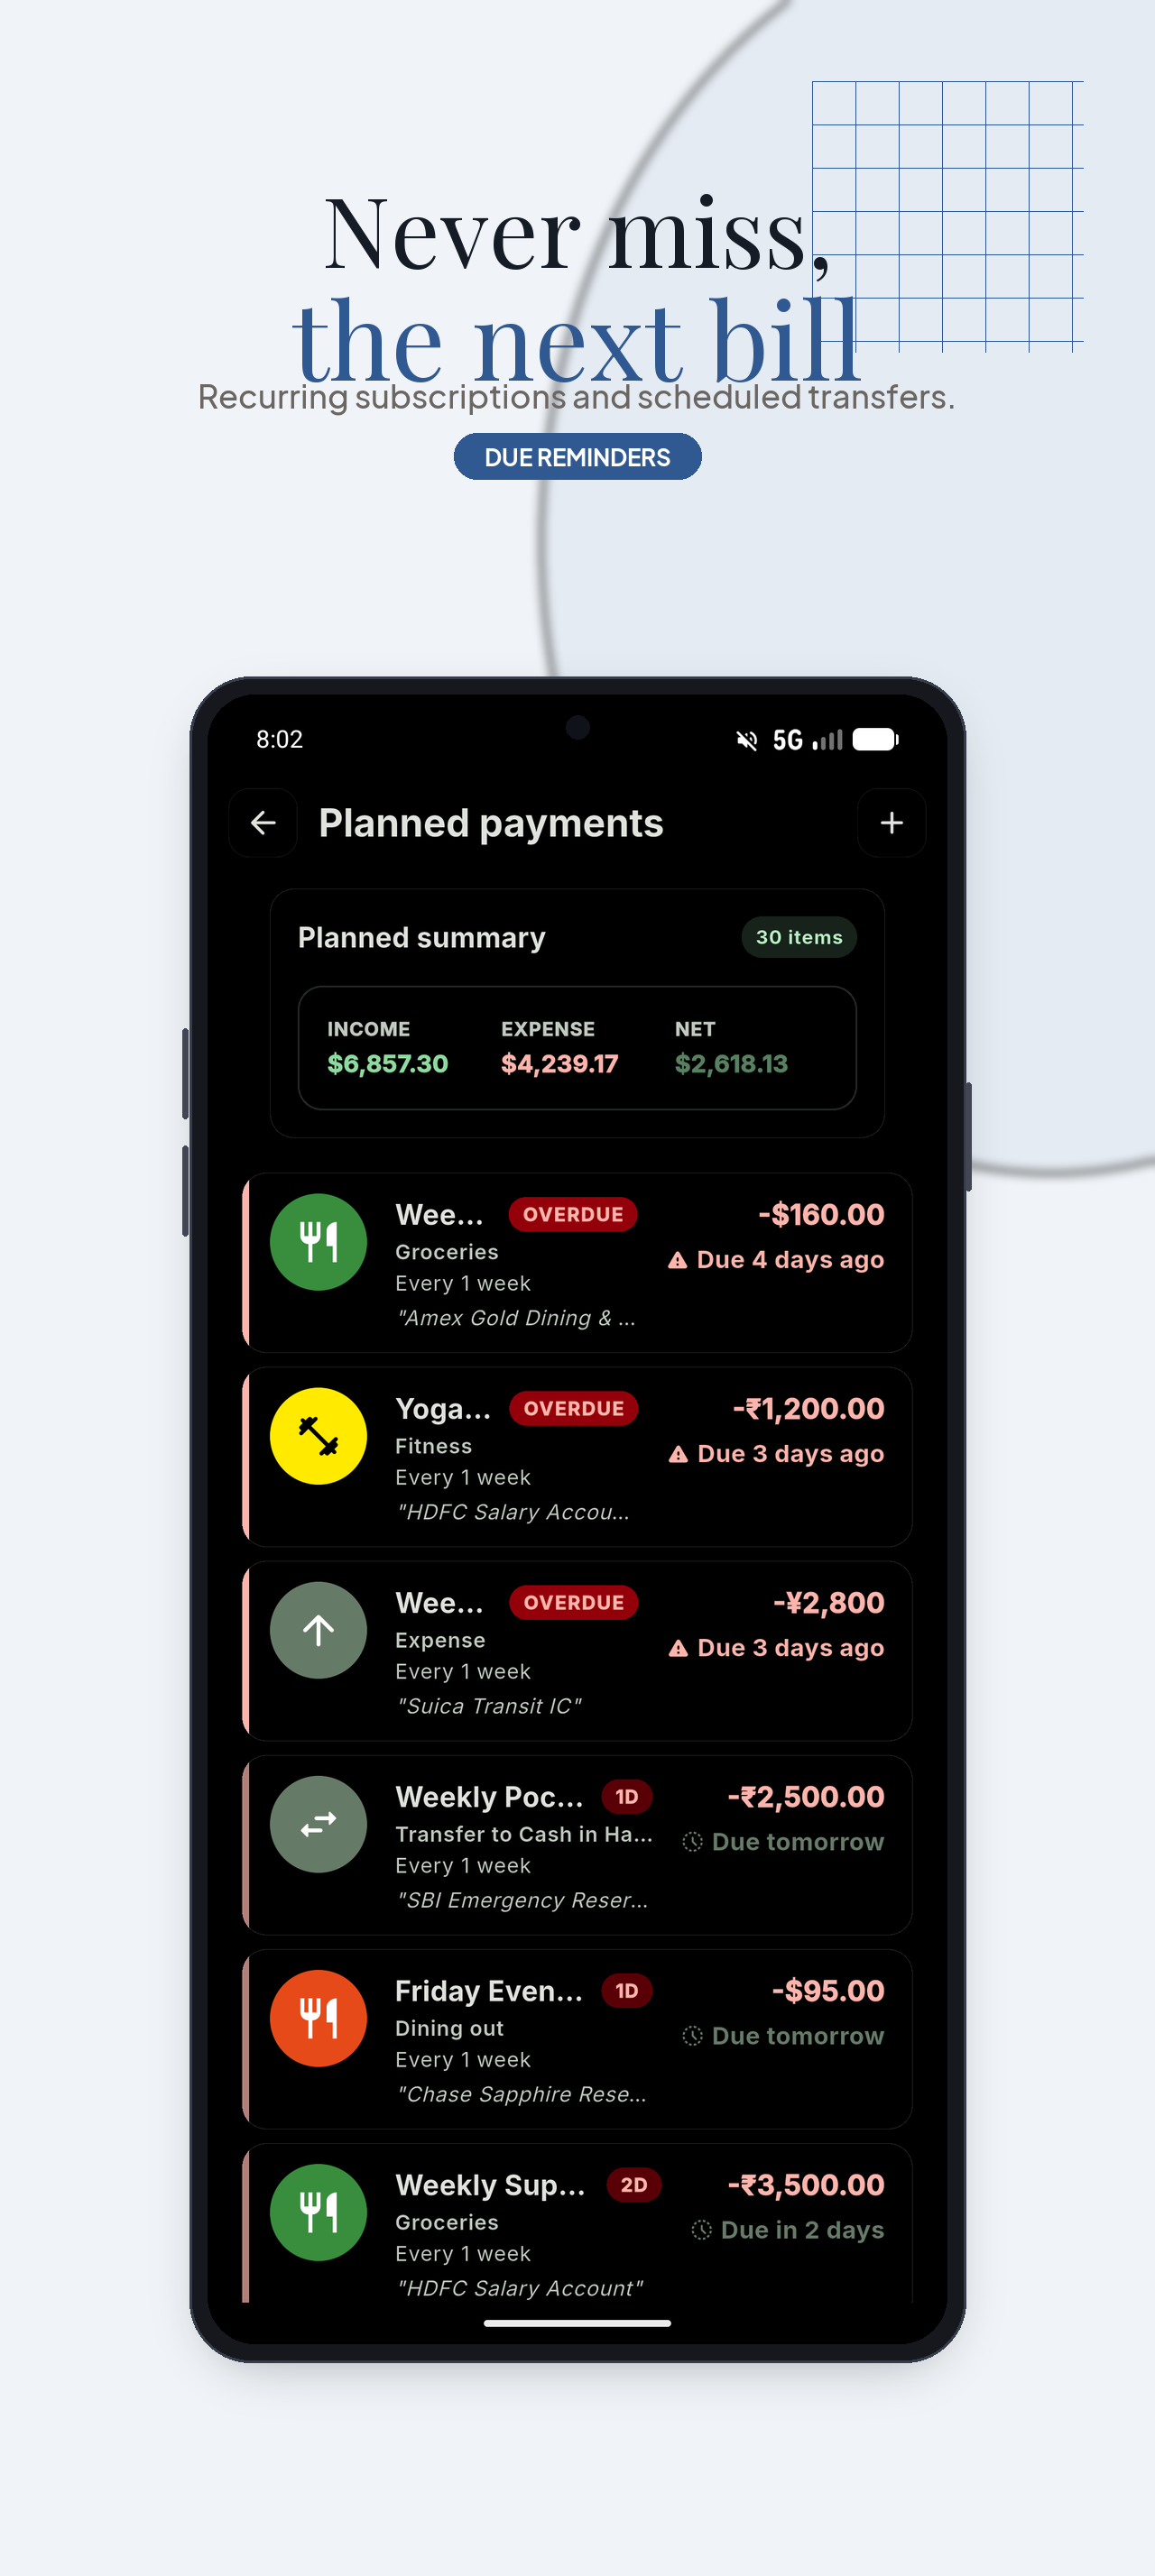 Never miss,
the next bill
Recurring subscriptions and scheduled transfers.
DUE REMINDERS
8:02 5G
Planned payments
Planned summary 30 items
INCOME EXPENSE NET
$6,857.30 $4,239.17 $2,618.13
Wee... OVERDUE -$160.00
Groceries Due 4 days ago
Every 1 week
"Amex Gold Dining & ...
Yoga... OVERDUE -₹1,200.00
Fitness Due 3 days ago
Every 1 week
"HDFC Salary Accou...
Wee... OVERDUE -¥2,800
Expense Due 3 days ago
Every 1 week
"Suica Transit IC"
Weekly Poc... 1D -₹2,500.00
Transfer to Cash in Ha... Due tomorrow
Every 1 week
"SBI Emergency Reser...
Friday Even... 1D -$95.00
Dining out Due tomorrow
Every 1 week
"Chase Sapphire Rese...
Weekly Sup... 2D -₹3,500.00
Groceries Due in 2 days
Every 1 week
"HDFC Salary Account"